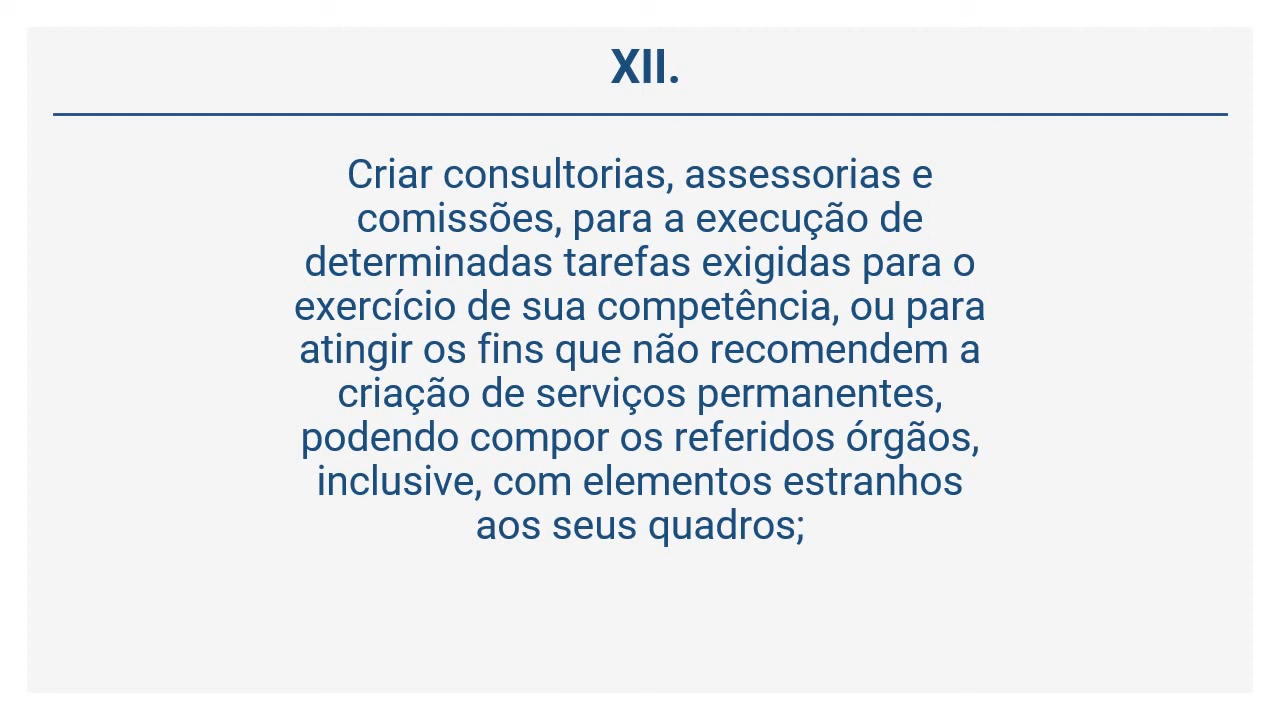 XII.
Criar consultorias, assessorias e
comissões, para a execução de
determinadas tarefas exigidas para o
exercício de sua competência, ou para
atingir os fins que não recomendem a
criação de serviços permanentes,
podendo compor os referidos órgãos,
inclusive, com elementos estranhos
aos seus quadros;